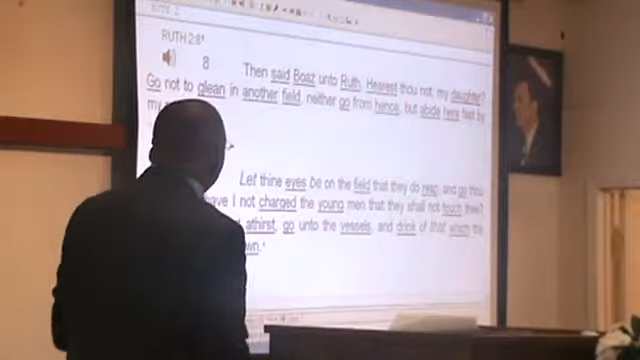 RUTH 2:8
8 Then said Boaz unto Ruth, Hearest thou not, my daughter?
Go not to glean in another field, neither go from hence, but abide here fast by
my
Let thine eyes be on the field that they do reap, and go thou
have I not charged the young men that they shall not touch thee?
athirst, go unto the vessels, and drink of that which the